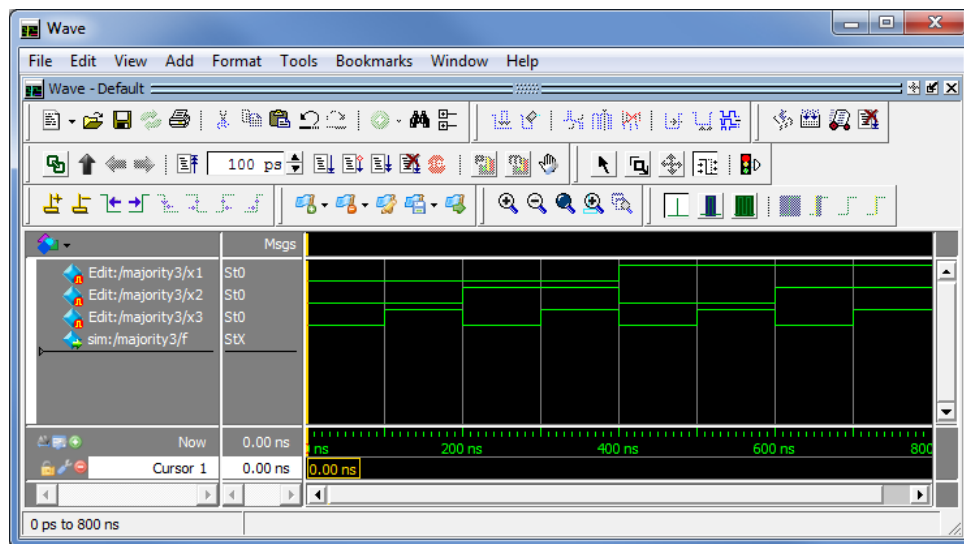 Wave
File Edit View Add Format Tools Bookmarks Window Help
Wave - Default
100 ps
Msgs
Edit:/majority3/x1 St0
Edit:/majority3/x2 St0
Edit:/majority3/x3 St0
sim:/majority3/f StX
Now 0.00 ns ns 200 ns 400 ns 600 ns 800
Cursor 1 0.00 ns 0.00 ns
0 ps to 800 ns